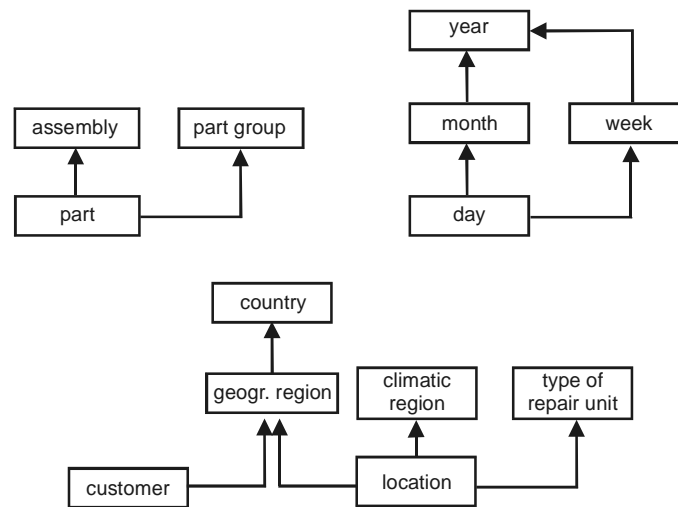 year
assembly
part group
month
week
part
day
country
geogr. region
climatic
region
type of
repair unit
customer
location